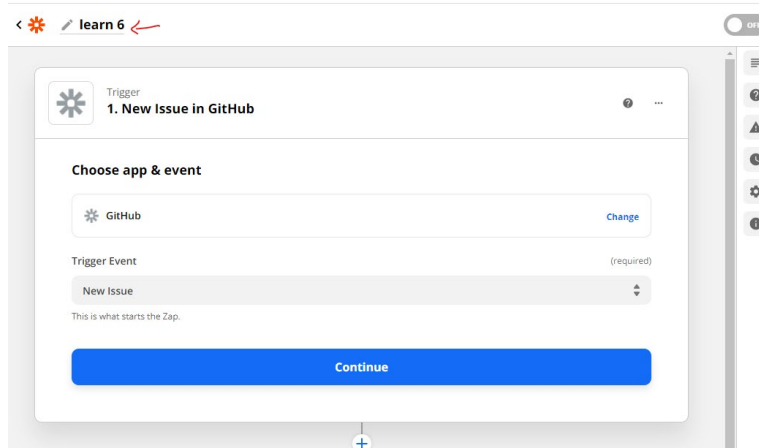 learn 6
OFF
Trigger
1. New Issue in GitHub
Choose app & event
GitHub
Change
Trigger Event
(required)
New Issue
This is what starts the Zap.
Continue